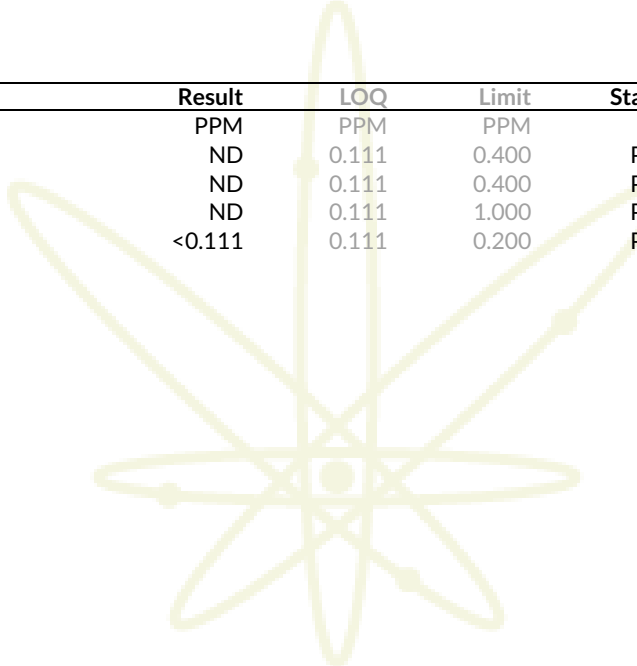 Result LOQ Limit Sta
PPM PPM PPM
ND 0.111 0.400 P
ND 0.111 0.400 P
ND 0.111 1.000 P
<0.111 0.111 0.200 P